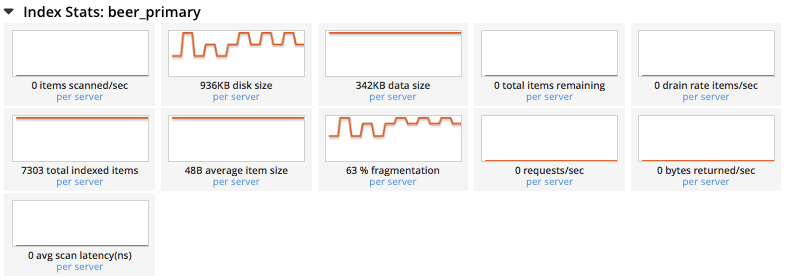 Index Stats: beer_primary
0 items scanned/sec
per server
936KB disk size
per server
342KB data size
per server
0 total items remaining
per server
0 drain rate items/sec
per server
7303 total indexed items
per server
48B average item size
per server
63 % fragmentation
per server
0 requests/sec
per server
0 bytes returned/sec
per server
0 avg scan latency(ns)
per server